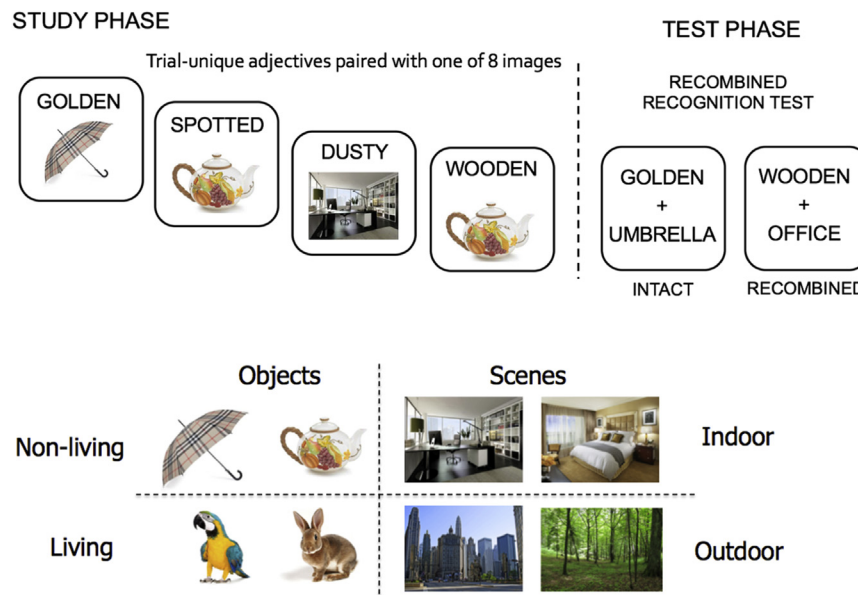 STUDY PHASE
Trial-unique adjectives paired with one of 8 images
GOLDEN
SPOTTED
DUSTY
WOODEN
TEST PHASE
RECOMBINED
RECOGNITION TEST
GOLDEN
+
UMBRELLA
INTACT
WOODEN
+
OFFICE
RECOMBINED
Objects
Scenes
Non-living
Indoor
Living
Outdoor